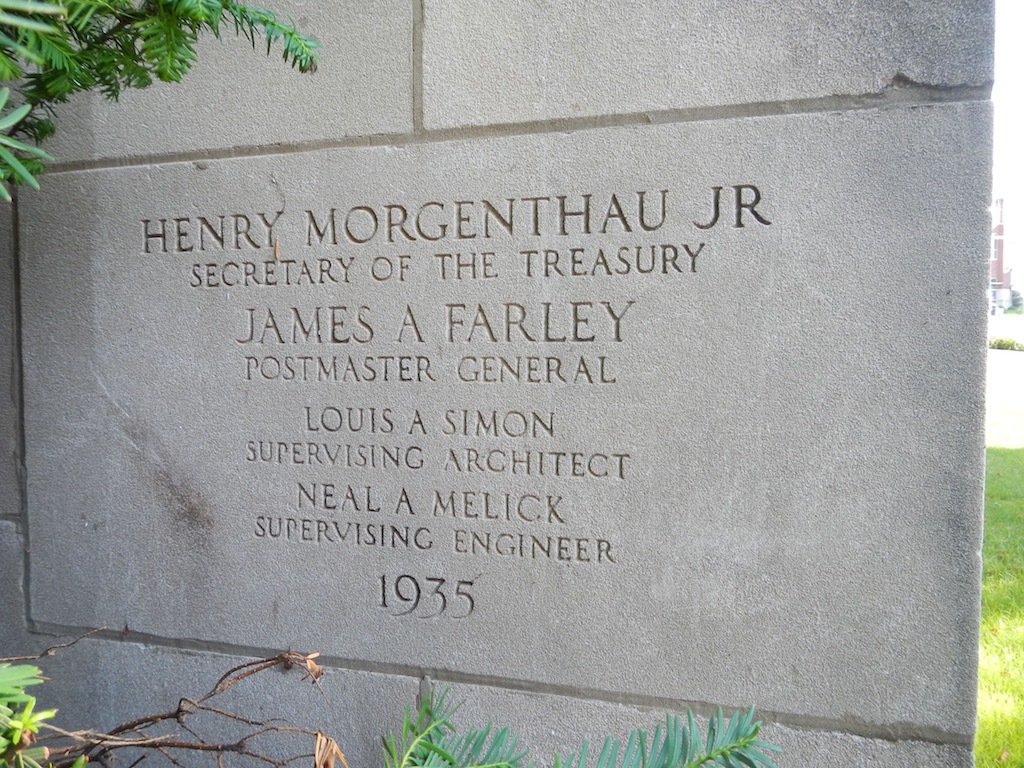 HENRY MORGENTHAU JR
SECRETARY OF THE TREASURY
JAMES A FARLEY
POSTMASTER GENERAL
LOUIS A SIMON
SUPERVISING ARCHITECT
NEAL A MELICK
SUPERVISING ENGINEER
1935